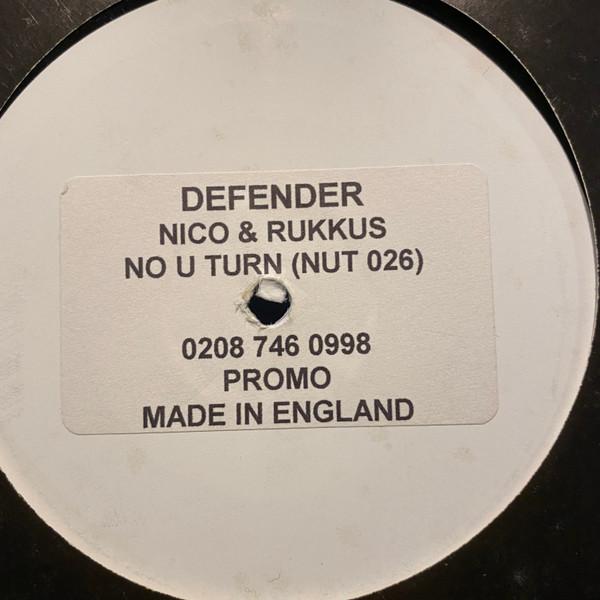 DEFENDER
NICO & RUKKUS
NO U TURN (NUT 026)
0208 746 0998
PROMO
MADE IN ENGLAND